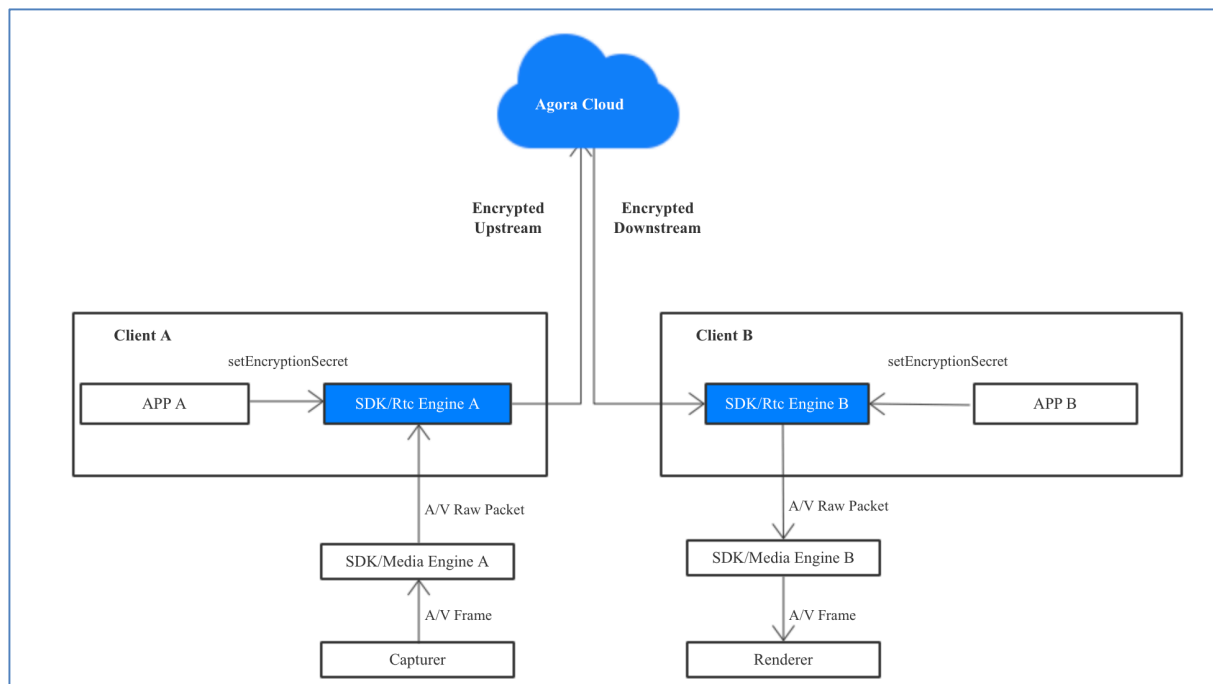 Agora Cloud
Encrypted
Upstream
Encrypted
Downstream
Client A
setEncryptionSecret
APP A
SDK/Rtc Engine A
A/V Raw Packet
SDK/Media Engine A
A/V Frame
Capturer
Client B
setEncryptionSecret
SDK/Rtc Engine B
APP B
A/V Raw Packet
SDK/Media Engine B
A/V Frame
Renderer